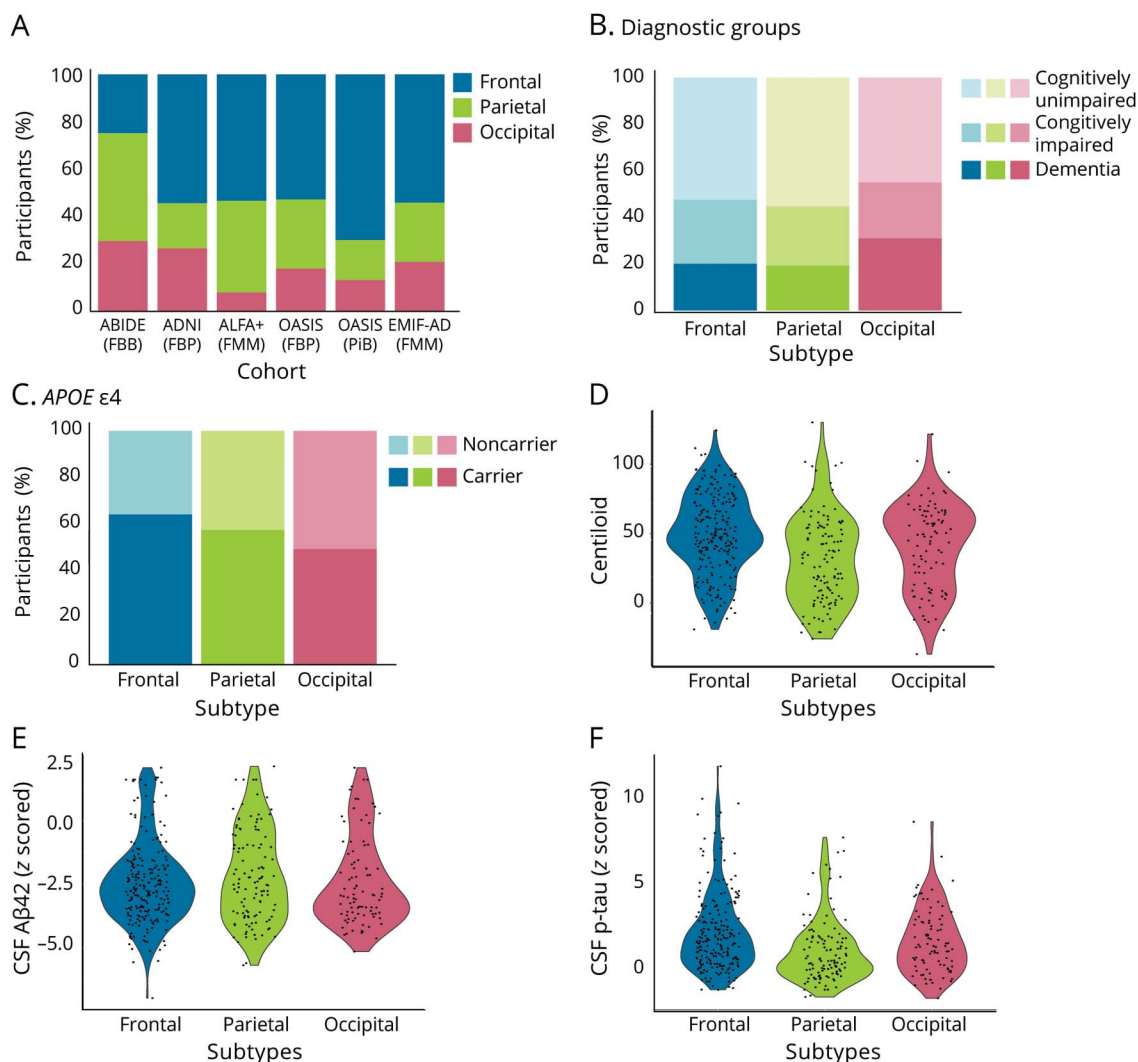 A
Participants (%)
100
80
60
40
20
0
ABIDE (FBB)
ADNI (FBP)
ALFA+ (FMM)
OASIS (FBP)
OASIS (PiB)
EMIF-AD (FMM)
Cohort
Frontal
Parietal
Occipital
B. Diagnostic groups
Participants (%)
100
80
60
40
20
0
Frontal
Parietal
Occipital
Subtype
Cognitively
unimpaired
Congitively
impaired
Dementia
C. APOE ε4
Participants (%)
100
80
60
40
20
0
Frontal
Parietal
Occipital
Subtype
Noncarrier
Carrier
D
Centiloid
100
50
0
Frontal
Parietal
Occipital
Subtypes
E
CSF Aβ42 (z scored)
2.5
0.0
−2.5
−5.0
Frontal
Parietal
Occipital
Subtypes
F
CSF p-tau (z scored)
10
5
0
Frontal
Parietal
Occipital
Subtypes